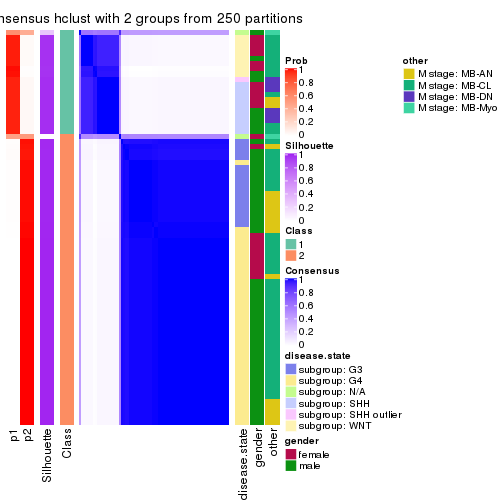 nsensus hclust with 2 groups from 250 partitions
Prob
1
0.8
0.6
0.4
0.2
0
Silhouette
1
0.8
0.6
0.4
0.2
0
Class
1
2
Consensus
1
0.8
0.6
0.4
0.2
0
disease.state
subgroup: G3
subgroup: G4
subgroup: N/A
subgroup: SHH
subgroup: SHH outlier
subgroup: WNT
gender
female
male
other
M stage: MB-AN
M stage: MB-CL
M stage: MB-DN
M stage: MB-Myo
p1
p2
Silhouette
Class
disease.state
gender
other